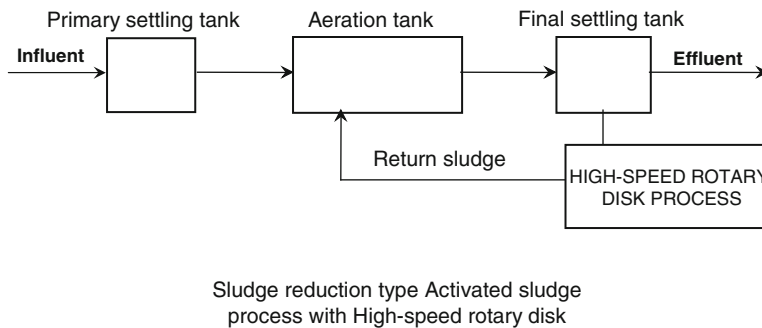 Primary settling tank
Aeration tank
Final settling tank
Influent
Effluent
Return sludge
HIGH-SPEED ROTARY
DISK PROCESS
Sludge reduction type Activated sludge
process with High-speed rotary disk